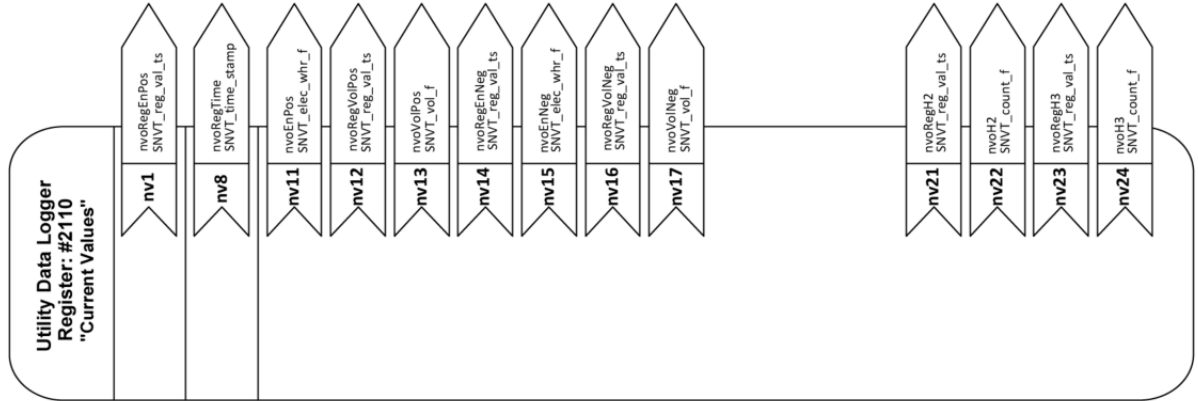 Utility Data Logger
Register: #2110
"Current Values"
nv1
nvoRegEnPos
SNVT_reg_val_ts
nv8
nvoRegTime
SNVT_time_stamp
nv11
nvoEnPos
SNVT_elec_whr_f
nv12
nvoRegVolPos
SNVT_reg_val_ts
nv13
nvoVolPos
SNVT_vol_f
nv14
nvoRegEnNeg
SNVT_reg_val_ts
nv15
nvoEnNeg
SNVT_elec_whr_f
nv16
nvoRegVolNeg
SNVT_reg_val_ts
nv17
nvoVolNeg
SNVT_vol_f
nv21
nvoRegH2
SNVT_reg_val_ts
nv22
nvoH2
SNVT_count_f
nv23
nvoRegH3
SNVT_reg_val_ts
nv24
nvoH3
SNVT_count_f